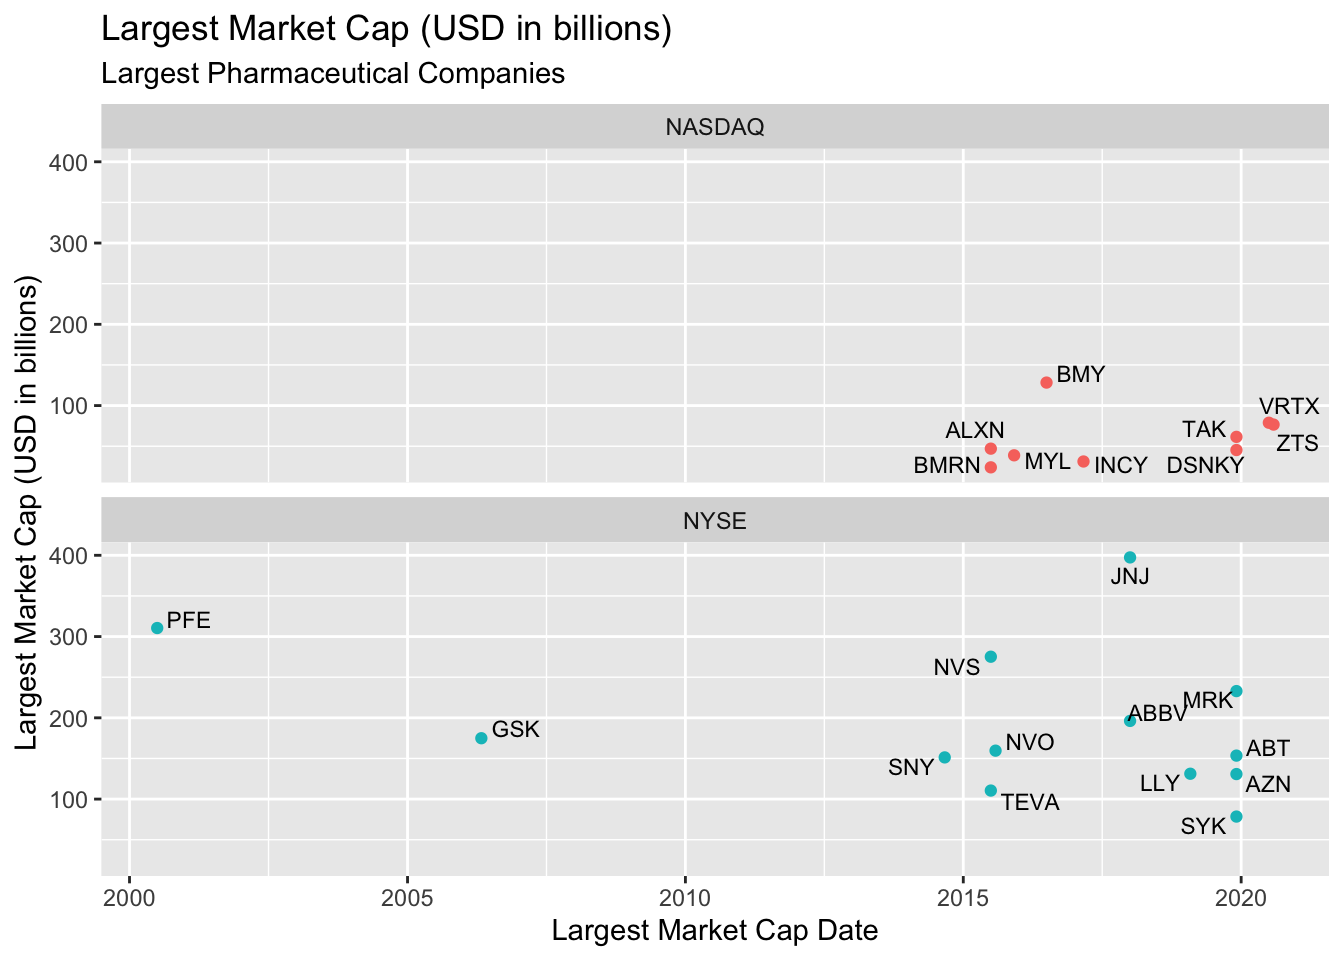 Largest Market Cap (USD in billions)
Largest Pharmaceutical Companies
Largest Market Cap (USD in billions)
NASDAQ
400
300
200
100
BMY
VRTX
ALXN
TAK
ZTS
BMRN
MYL
INCY
DSNKY
NYSE
400
300
200
100
JNJ
PFE
NVS
MRK
ABBV
GSK
NVO
ABT
SNY
LLY
AZN
TEVA
SYK
2000
2005
2010
2015
2020
Largest Market Cap Date